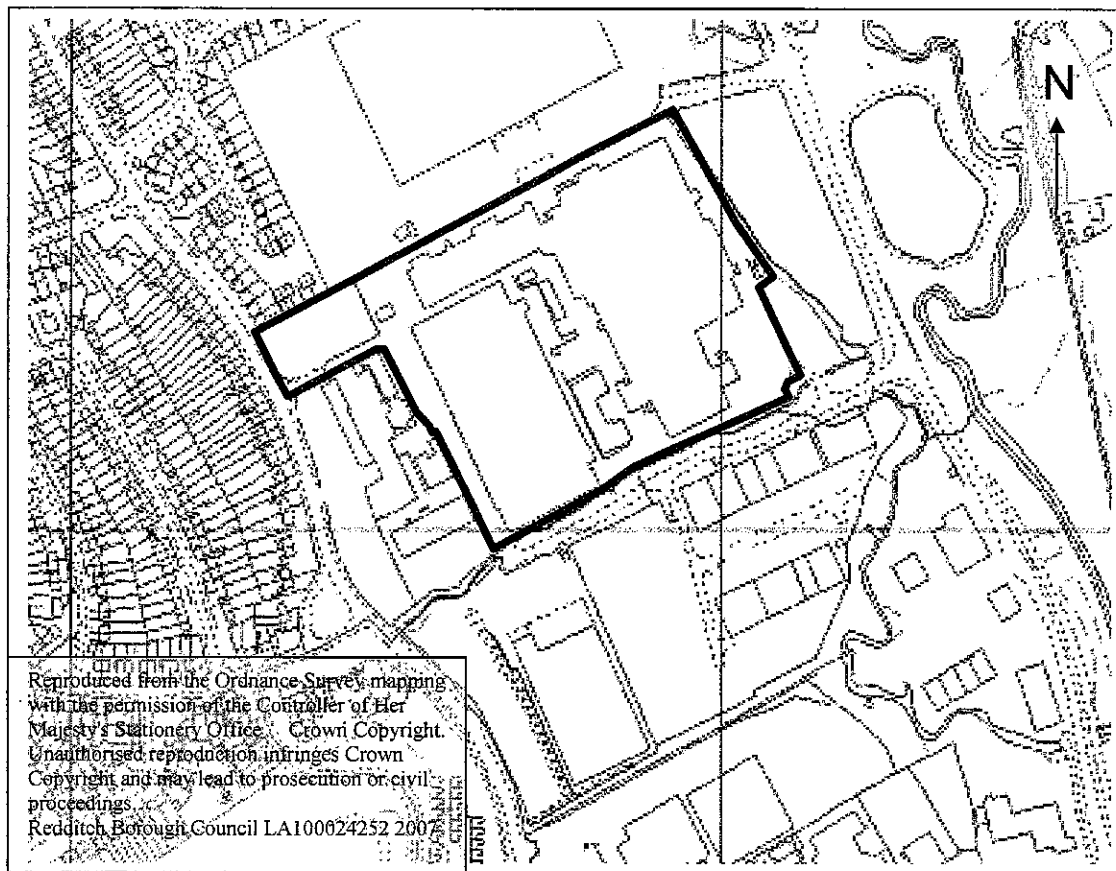 N
Reproduced from the Ordnance Survey mapping
with the permission of the Controller of Her
Majesty's Stationery Office. Crown Copyright.
Unauthorised reproduction infringes Crown
Copyright and may lead to prosecution or civil
proceedings.
Redditch Borough Council LA100024252 2007